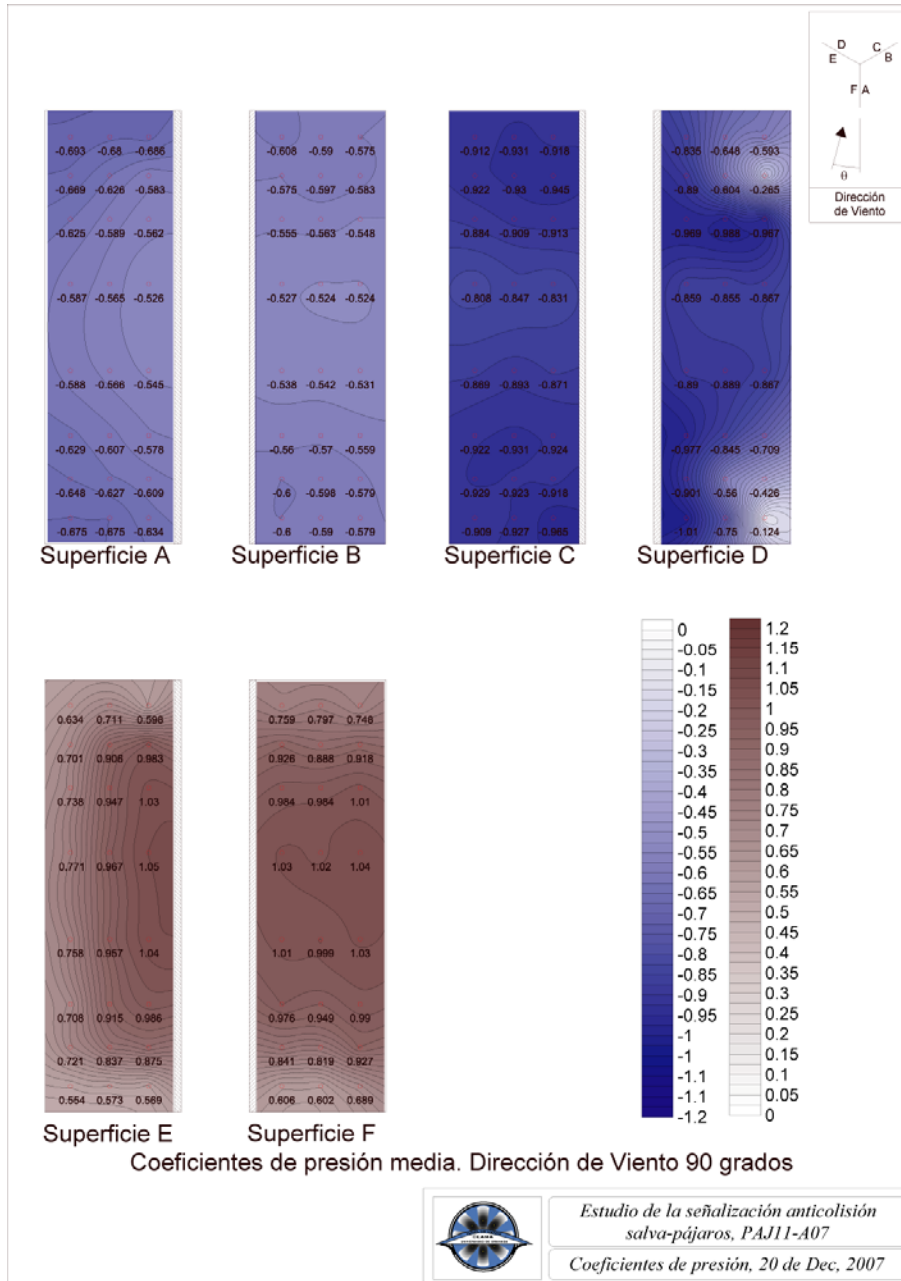 D
C
E
B
F A
θ
Dirección
de Viento
-0.693 -0.68 -0.686
-0.669 -0.626 -0.583
-0.625 -0.589 -0.562
-0.587 -0.565 -0.526
-0.588 -0.566 -0.545
-0.629 -0.607 -0.578
-0.648 -0.627 -0.609
-0.675 -0.675 -0.634
Superficie A
-0.608 -0.59 -0.575
-0.575 -0.597 -0.583
-0.555 -0.563 -0.548
-0.527 -0.524 -0.524
-0.538 -0.542 -0.531
-0.56 -0.57 -0.559
-0.6 -0.598 -0.579
-0.6 -0.59 -0.579
Superficie B
-0.912 -0.931 -0.918
-0.922 -0.93 -0.945
-0.884 -0.909 -0.913
-0.808 -0.847 -0.831
-0.869 -0.893 -0.871
-0.922 -0.931 -0.924
-0.929 -0.923 -0.918
-0.909 -0.927 -0.965
Superficie C
-0.835 -0.648 -0.593
-0.89 -0.604 -0.265
-0.969 -0.988 -0.987
-0.859 -0.855 -0.867
-0.89 -0.889 -0.867
-0.977 -0.845 -0.709
-0.901 -0.56 -0.426
-1.01 -0.75 -0.124
Superficie D
0.634 0.711 0.598
0.701 0.908 0.983
0.738 0.947 1.03
0.771 0.967 1.05
0.758 0.957 1.04
0.708 0.915 0.986
0.721 0.837 0.875
0.554 0.573 0.569
Superficie E
0.759 0.797 0.748
0.926 0.888 0.918
0.984 0.984 1.01
1.03 1.02 1.04
1.01 0.999 1.03
0.976 0.949 0.99
0.841 0.819 0.927
0.606 0.602 0.689
Superficie F
0
-0.05
-0.1
-0.15
-0.2
-0.25
-0.3
-0.35
-0.4
-0.45
-0.5
-0.55
-0.6
-0.65
-0.7
-0.75
-0.8
-0.85
-0.9
-0.95
-1
-1
-1.1
-1.1
-1.2
1.2
1.15
1.1
1.05
1
0.95
0.9
0.85
0.8
0.75
0.7
0.65
0.6
0.55
0.5
0.45
0.4
0.35
0.3
0.25
0.2
0.15
0.1
0.05
0
Coeficientes de presión media. Dirección de Viento 90 grados
Estudio de la señalización anticolisión
salva-pájaros, PAJ11-A07
Coeficientes de presión, 20 de Dec, 2007